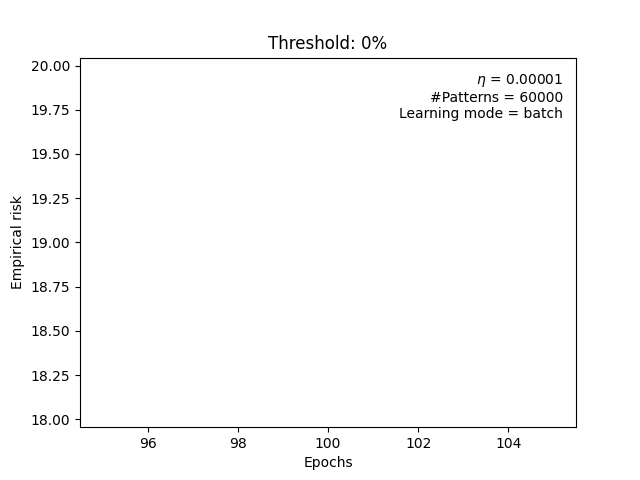 Threshold: 0%
η = 0.00001
#Patterns = 60000
Learning mode = batch
Empirical risk
20.00
19.75
19.50
19.25
19.00
18.75
18.50
18.25
18.00
96 98 100 102 104
Epochs